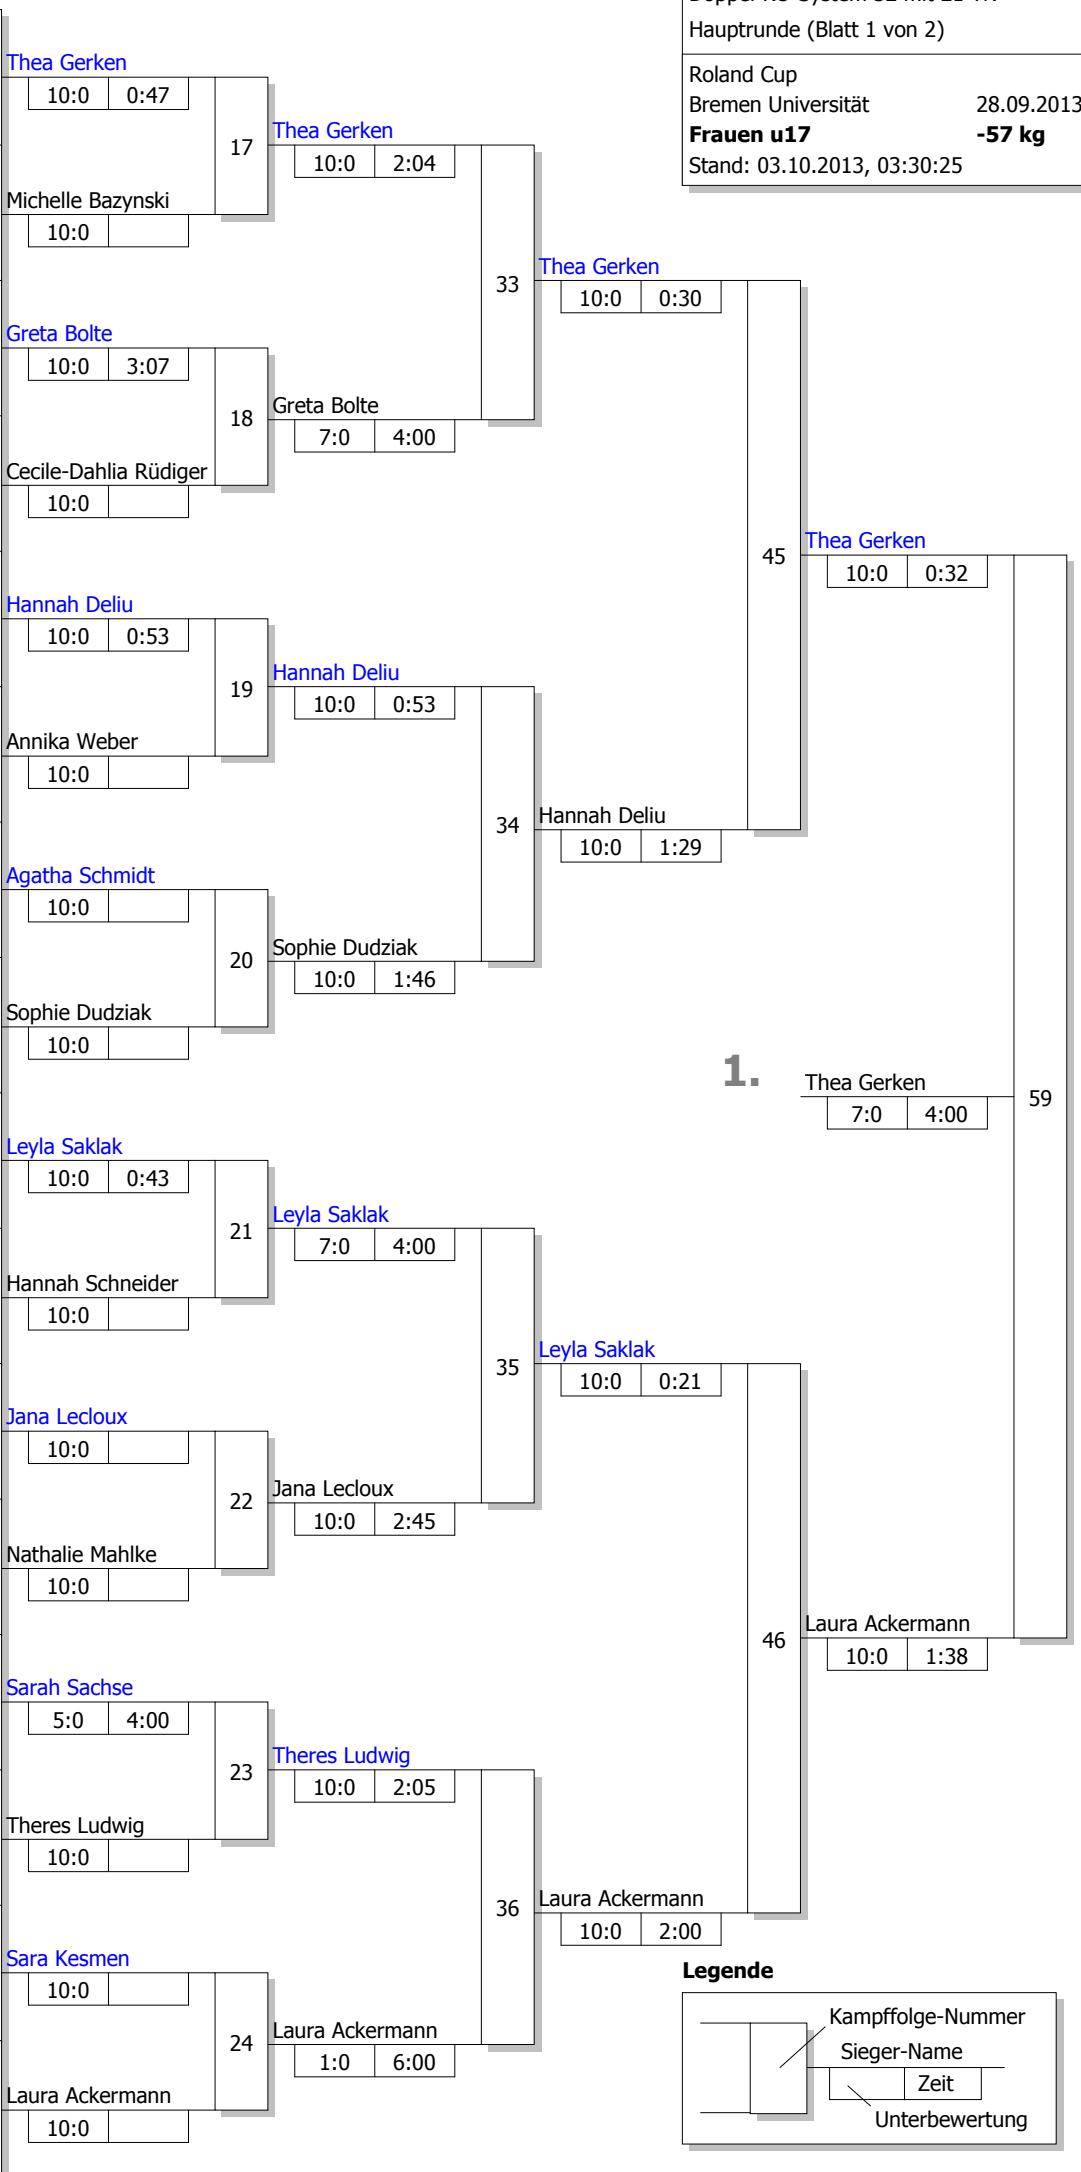 Hauptrunde (Blatt 1 von 2)
Roland Cup
Bremen Universität 28.09.2013
Frauen u17 -57 kg
Stand: 03.10.2013, 03:30:25
Thea Gerken
10:0 0:47
17
Thea Gerken
10:0 2:04
Michelle Bazynski
10:0
33
Thea Gerken
10:0 0:30
Greta Bolte
10:0 3:07
18
Greta Bolte
7:0 4:00
Cecile-Dahlia Rüdiger
10:0
45
Thea Gerken
10:0 0:32
Hannah Deliu
10:0 0:53
19
Hannah Deliu
10:0 0:53
Annika Weber
10:0
34
Hannah Deliu
10:0 1:29
Agatha Schmidt
10:0
20
Sophie Dudziak
10:0 1:46
Sophie Dudziak
10:0
1.
Thea Gerken
7:0 4:00
59
Leyla Saklak
10:0 0:43
21
Leyla Saklak
7:0 4:00
Hannah Schneider
10:0
35
Leyla Saklak
10:0 0:21
Jana Lecloux
10:0
22
Jana Lecloux
10:0 2:45
Nathalie Mahlke
10:0
46
Laura Ackermann
10:0 1:38
Sarah Sachse
5:0 4:00
23
Theres Ludwig
10:0 2:05
Theres Ludwig
10:0
36
Laura Ackermann
10:0 2:00
Sara Kesmen
10:0
24
Laura Ackermann
1:0 6:00
Laura Ackermann
10:0
Legende
Kampffolge-Nummer
Sieger-Name
Zeit
Unterbewertung